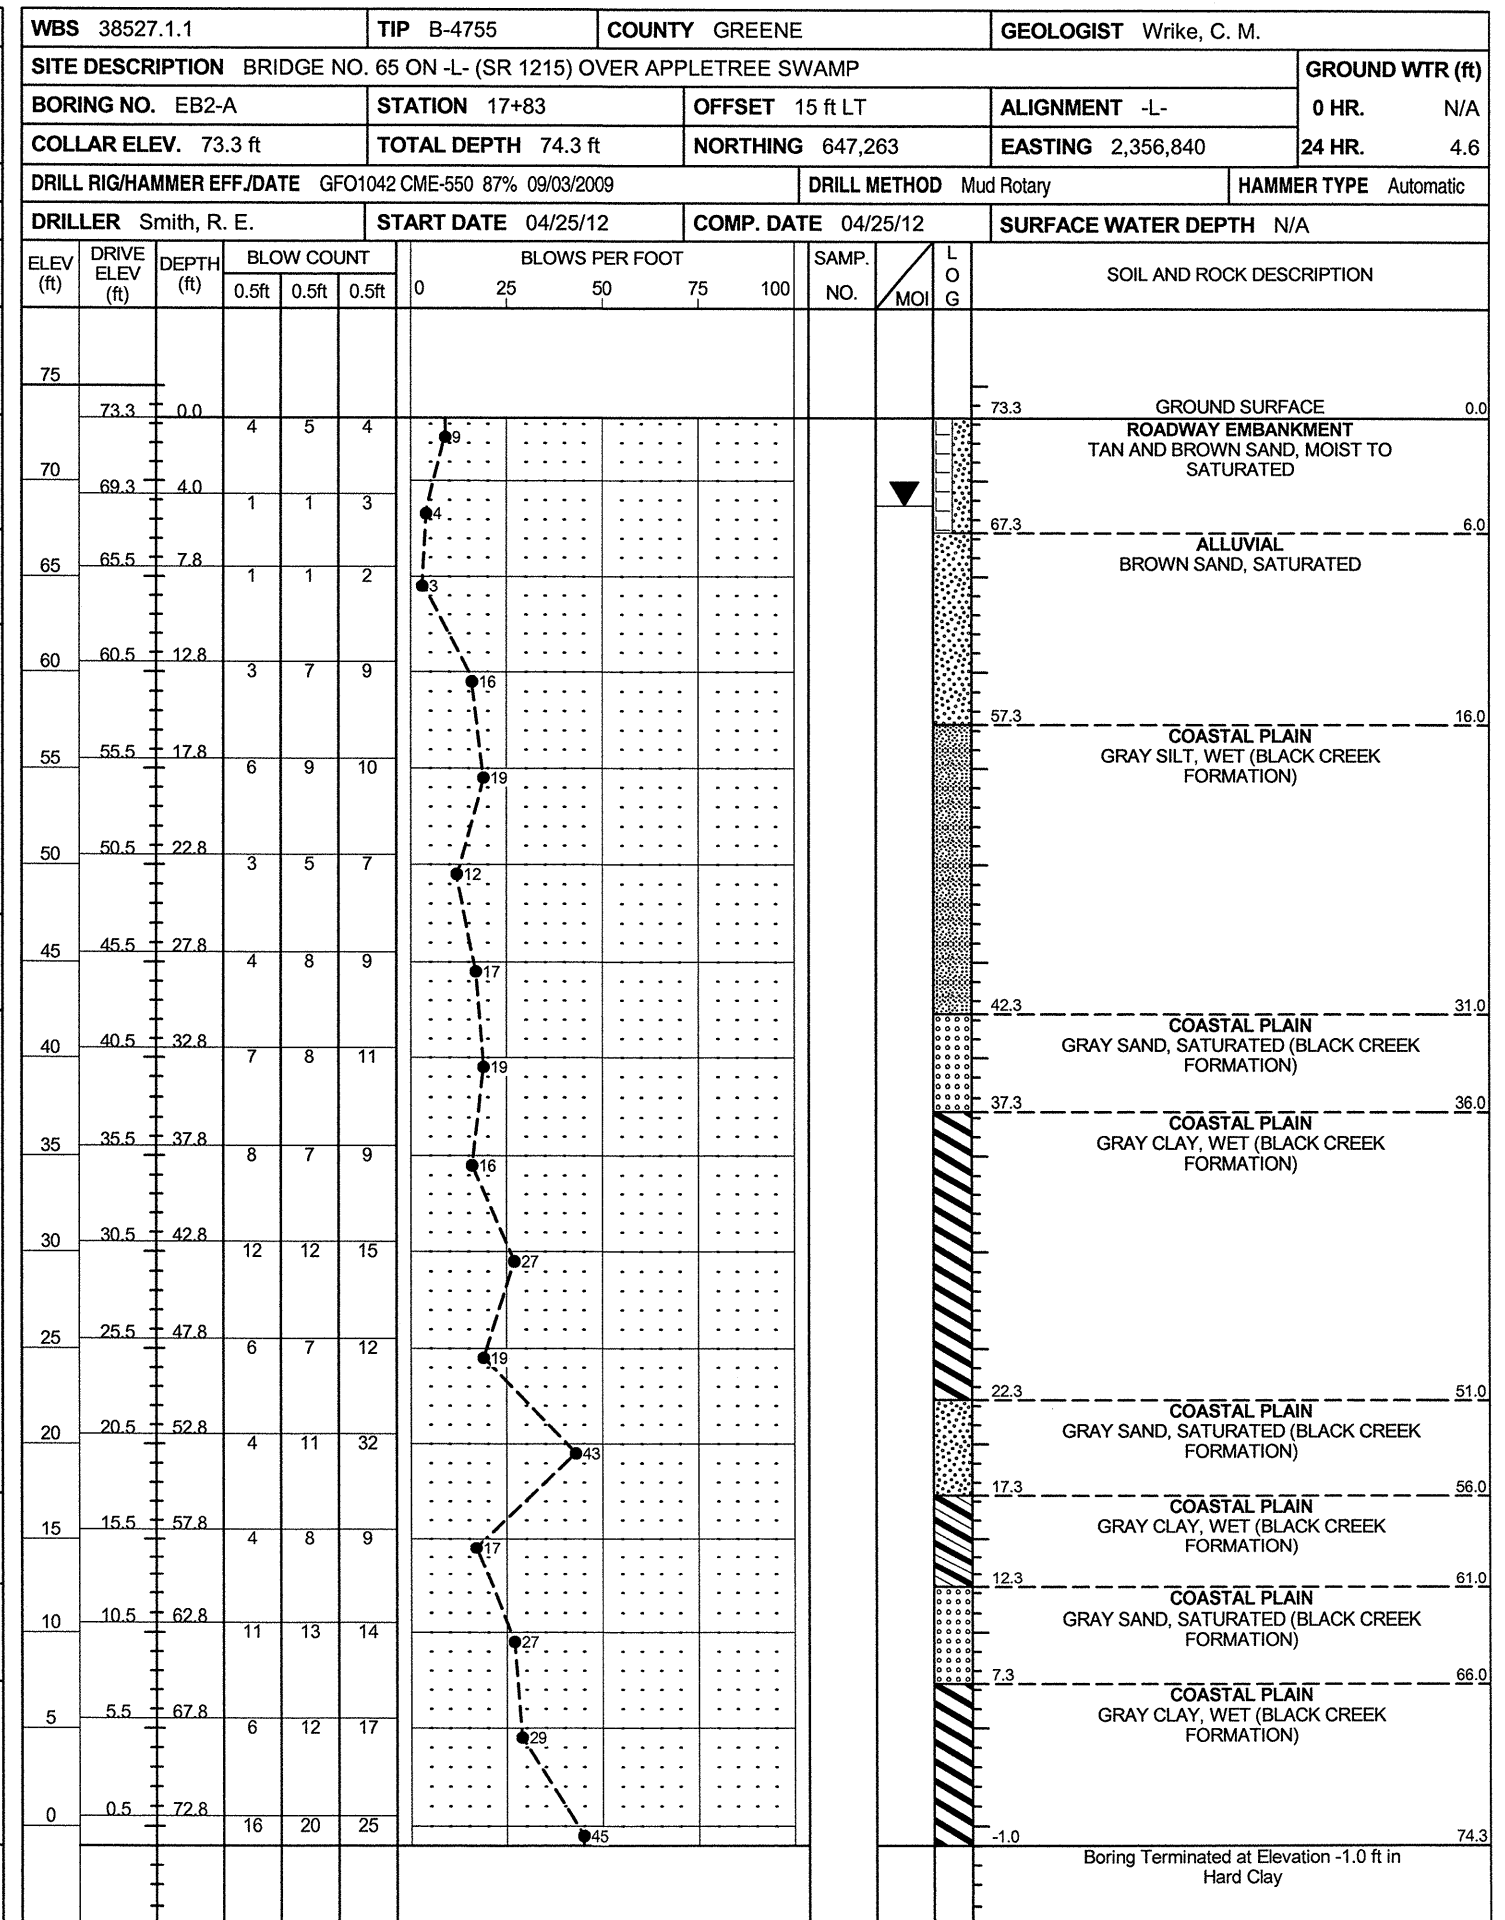 WBS 38527.1.1 TIP B-4755 COUNTY GREENE GEOLOGIST Wrike, C. M.
SITE DESCRIPTION BRIDGE NO. 65 ON -L- (SR 1215) OVER APPLETREE SWAMP GROUND WTR (ft)
BORING NO. EB2-A STATION 17+83 OFFSET 15 ft LT ALIGNMENT -L- 0 HR. N/A
COLLAR ELEV. 73.3 ft TOTAL DEPTH 74.3 ft NORTHING 647,263 EASTING 2,356,840 24 HR. 4.6
DRILL RIG/HAMMER EFF./DATE GFO1042 CME-550 87% 09/03/2009 DRILL METHOD Mud Rotary HAMMER TYPE Automatic
DRILLER Smith, R. E. START DATE 04/25/12 COMP. DATE 04/25/12 SURFACE WATER DEPTH N/A
ELEV (ft) DRIVE ELEV (ft) DEPTH (ft) BLOW COUNT BLOWS PER FOOT SAMP. NO. MOI LOG SOIL AND ROCK DESCRIPTION
0.5ft 0.5ft 0.5ft 0 25 50 75 100
75
73.3 0.0 73.3 GROUND SURFACE 0.0
4 5 4 9 ROADWAY EMBANKMENT
TAN AND BROWN SAND, MOIST TO
SATURATED
70
69.3 4.0
1 1 3 4
67.3 6.0
ALLUVIAL
BROWN SAND, SATURATED
65 65.5 7.8
1 1 2 3
60 60.5 12.8
3 7 9 16
57.3 16.0
COASTAL PLAIN
GRAY SILT, WET (BLACK CREEK
FORMATION)
55 55.5 17.8
6 9 10 19
50 50.5 22.8
3 5 7 12
45 45.5 27.8
4 8 9 17
42.3 31.0
COASTAL PLAIN
GRAY SAND, SATURATED (BLACK CREEK
FORMATION)
40 40.5 32.8
7 8 11 19
37.3 36.0
COASTAL PLAIN
GRAY CLAY, WET (BLACK CREEK
FORMATION)
35 35.5 37.8
8 7 9 16
30 30.5 42.8
12 12 15 27
25 25.5 47.8
6 7 12 19
22.3 51.0
COASTAL PLAIN
GRAY SAND, SATURATED (BLACK CREEK
FORMATION)
20 20.5 52.8
4 11 32 43
17.3 56.0
COASTAL PLAIN
GRAY CLAY, WET (BLACK CREEK
FORMATION)
15 15.5 57.8
4 8 9 17
12.3 61.0
COASTAL PLAIN
GRAY SAND, SATURATED (BLACK CREEK
FORMATION)
10 10.5 62.8
11 13 14 27
7.3 66.0
COASTAL PLAIN
GRAY CLAY, WET (BLACK CREEK
FORMATION)
5 5.5 67.8
6 12 17 29
0 0.5 72.8
16 20 25 45
-1.0 74.3
Boring Terminated at Elevation -1.0 ft in
Hard Clay